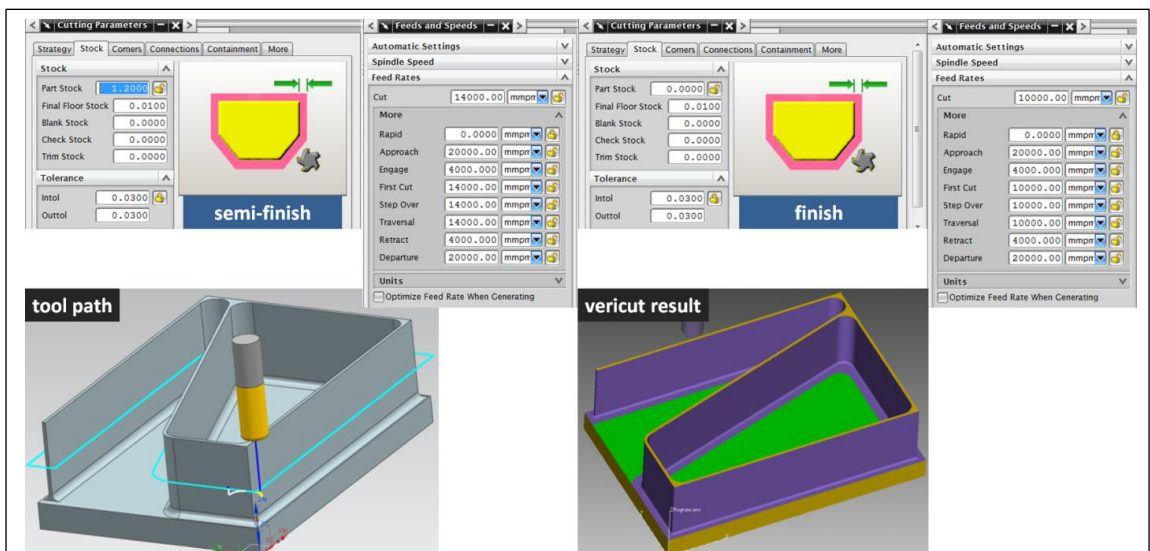 Cutting Parameters
Strategy Stock Corners Connections Containment More
Stock
Part Stock 1.2000
Final Floor Stock 0.0100
Blank Stock 0.0000
Check Stock 0.0000
Trim Stock 0.0000
Tolerance
Intol 0.0300
Outtol 0.0300
semi-finish
Feeds and Speeds
Automatic Settings
Spindle Speed
Feed Rates
Cut 14000.00 mmpm
More
Rapid 0.0000 mmpm
Approach 20000.00 mmpm
Engage 4000.000 mmpm
First Cut 14000.00 mmpm
Step Over 14000.00 mmpm
Traversal 14000.00 mmpm
Retract 4000.000 mmpm
Departure 20000.00 mmpm
Units
Optimize Feed Rate When Generating
Cutting Parameters
Strategy Stock Corners Connections Containment More
Stock
Part Stock 0.0000
Final Floor Stock 0.0100
Blank Stock 0.0000
Check Stock 0.0000
Trim Stock 0.0000
Tolerance
Intol 0.0300
Outtol 0.0300
finish
Feeds and Speeds
Automatic Settings
Spindle Speed
Feed Rates
Cut 10000.00 mmpm
More
Rapid 0.0000 mmpm
Approach 20000.00 mmpm
Engage 4000.000 mmpm
First Cut 10000.00 mmpm
Step Over 10000.00 mmpm
Traversal 10000.00 mmpm
Retract 4000.000 mmpm
Departure 20000.00 mmpm
Units
Optimize Feed Rate When Generating
tool path
vericut result